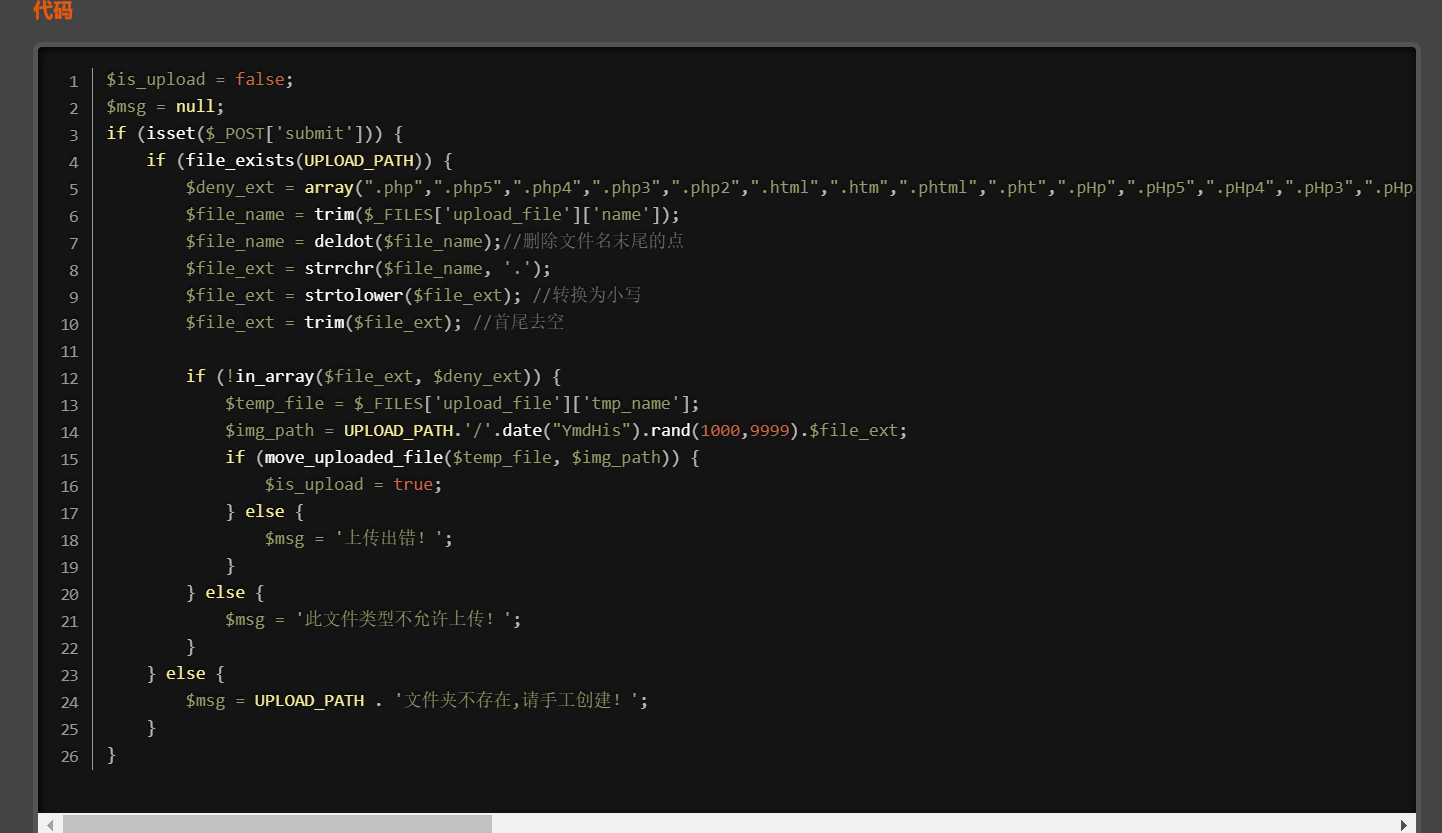 代码
1 $is_upload = false;
2 $msg = null;
3 if (isset($_POST['submit'])) {
4     if (file_exists(UPLOAD_PATH)) {
5         $deny_ext = array(".php",".php5",".php4",".php3",".php2",".html",".htm",".phtml",".pht",".pHp",".pHp5",".pHp4",".pHp3",".pHp
6         $file_name = trim($_FILES['upload_file']['name']);
7         $file_name = deldot($file_name);//删除文件名末尾的点
8         $file_ext = strrchr($file_name, '.');
9         $file_ext = strtolower($file_ext); //转换为小写
10         $file_ext = trim($file_ext); //首尾去空
11
12         if (!in_array($file_ext, $deny_ext)) {
13             $temp_file = $_FILES['upload_file']['tmp_name'];
14             $img_path = UPLOAD_PATH.'/'.date("YmdHis").rand(1000,9999).$file_ext;
15             if (move_uploaded_file($temp_file, $img_path)) {
16                 $is_upload = true;
17             } else {
18                 $msg = '上传出错！';
19             }
20         } else {
21             $msg = '此文件类型不允许上传！';
22         }
23     } else {
24         $msg = UPLOAD_PATH . '文件夹不存在,请手工创建！';
25     }
26 }